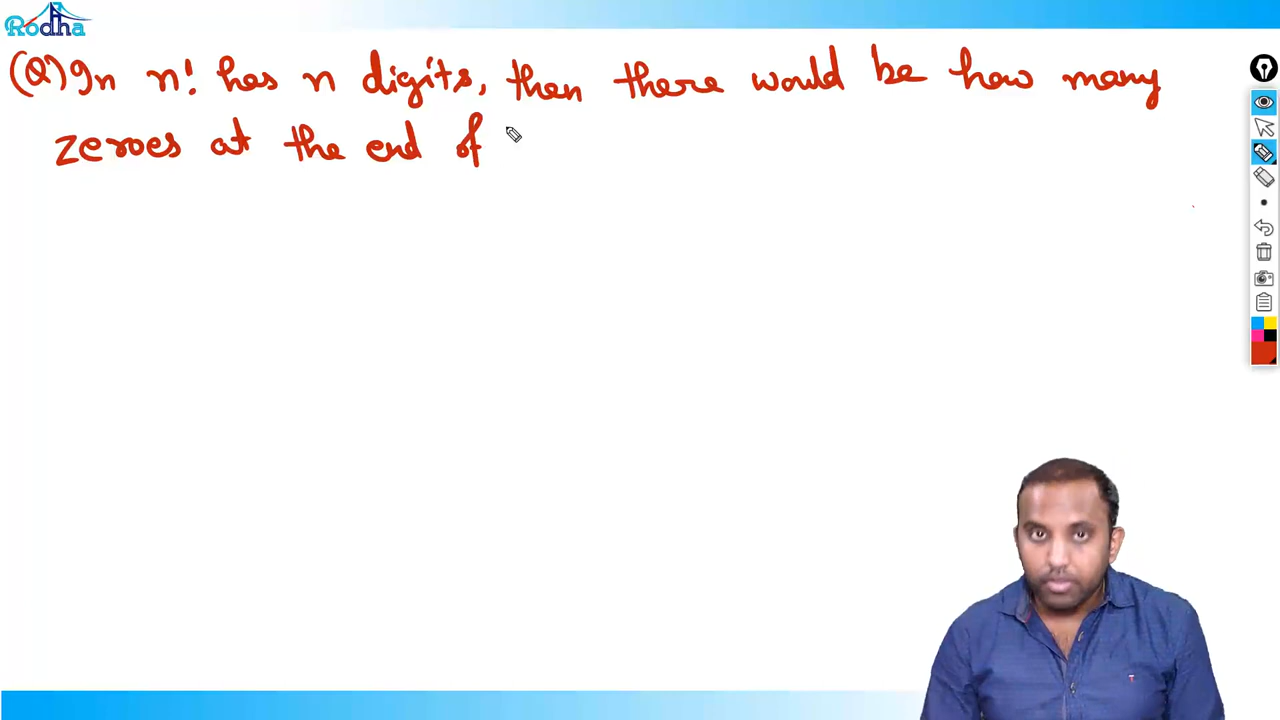 Rodha
(Q) In n! has n digits, then there would be how many
zeroes at the end of